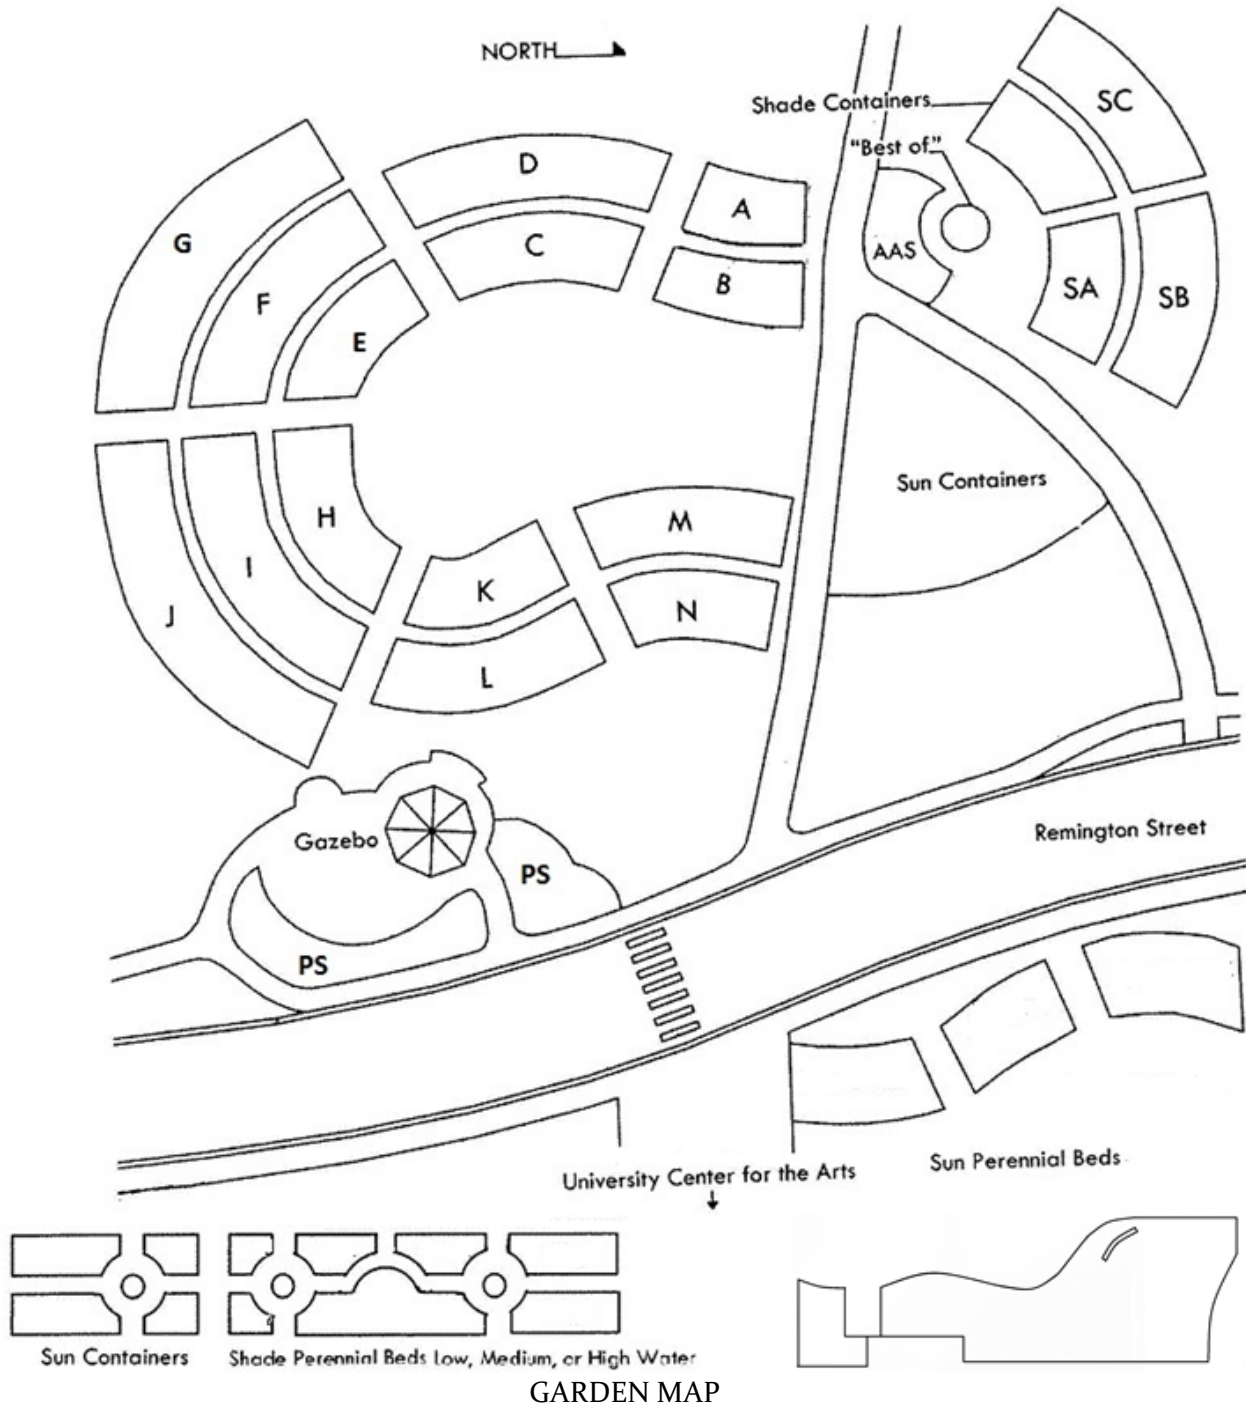 NORTH
SC
Shade Containers
"Best of"
D
A
G
C
AAS
B
SA
SB
F
E
Sun Containers
H
M
I
K
N
J
L
Remington Street
Gazebo
PS
PS
University Center for the Arts
Sun Perennial Beds
Sun Containers
Shade Perennial Beds Low, Medium, or High Water
GARDEN MAP